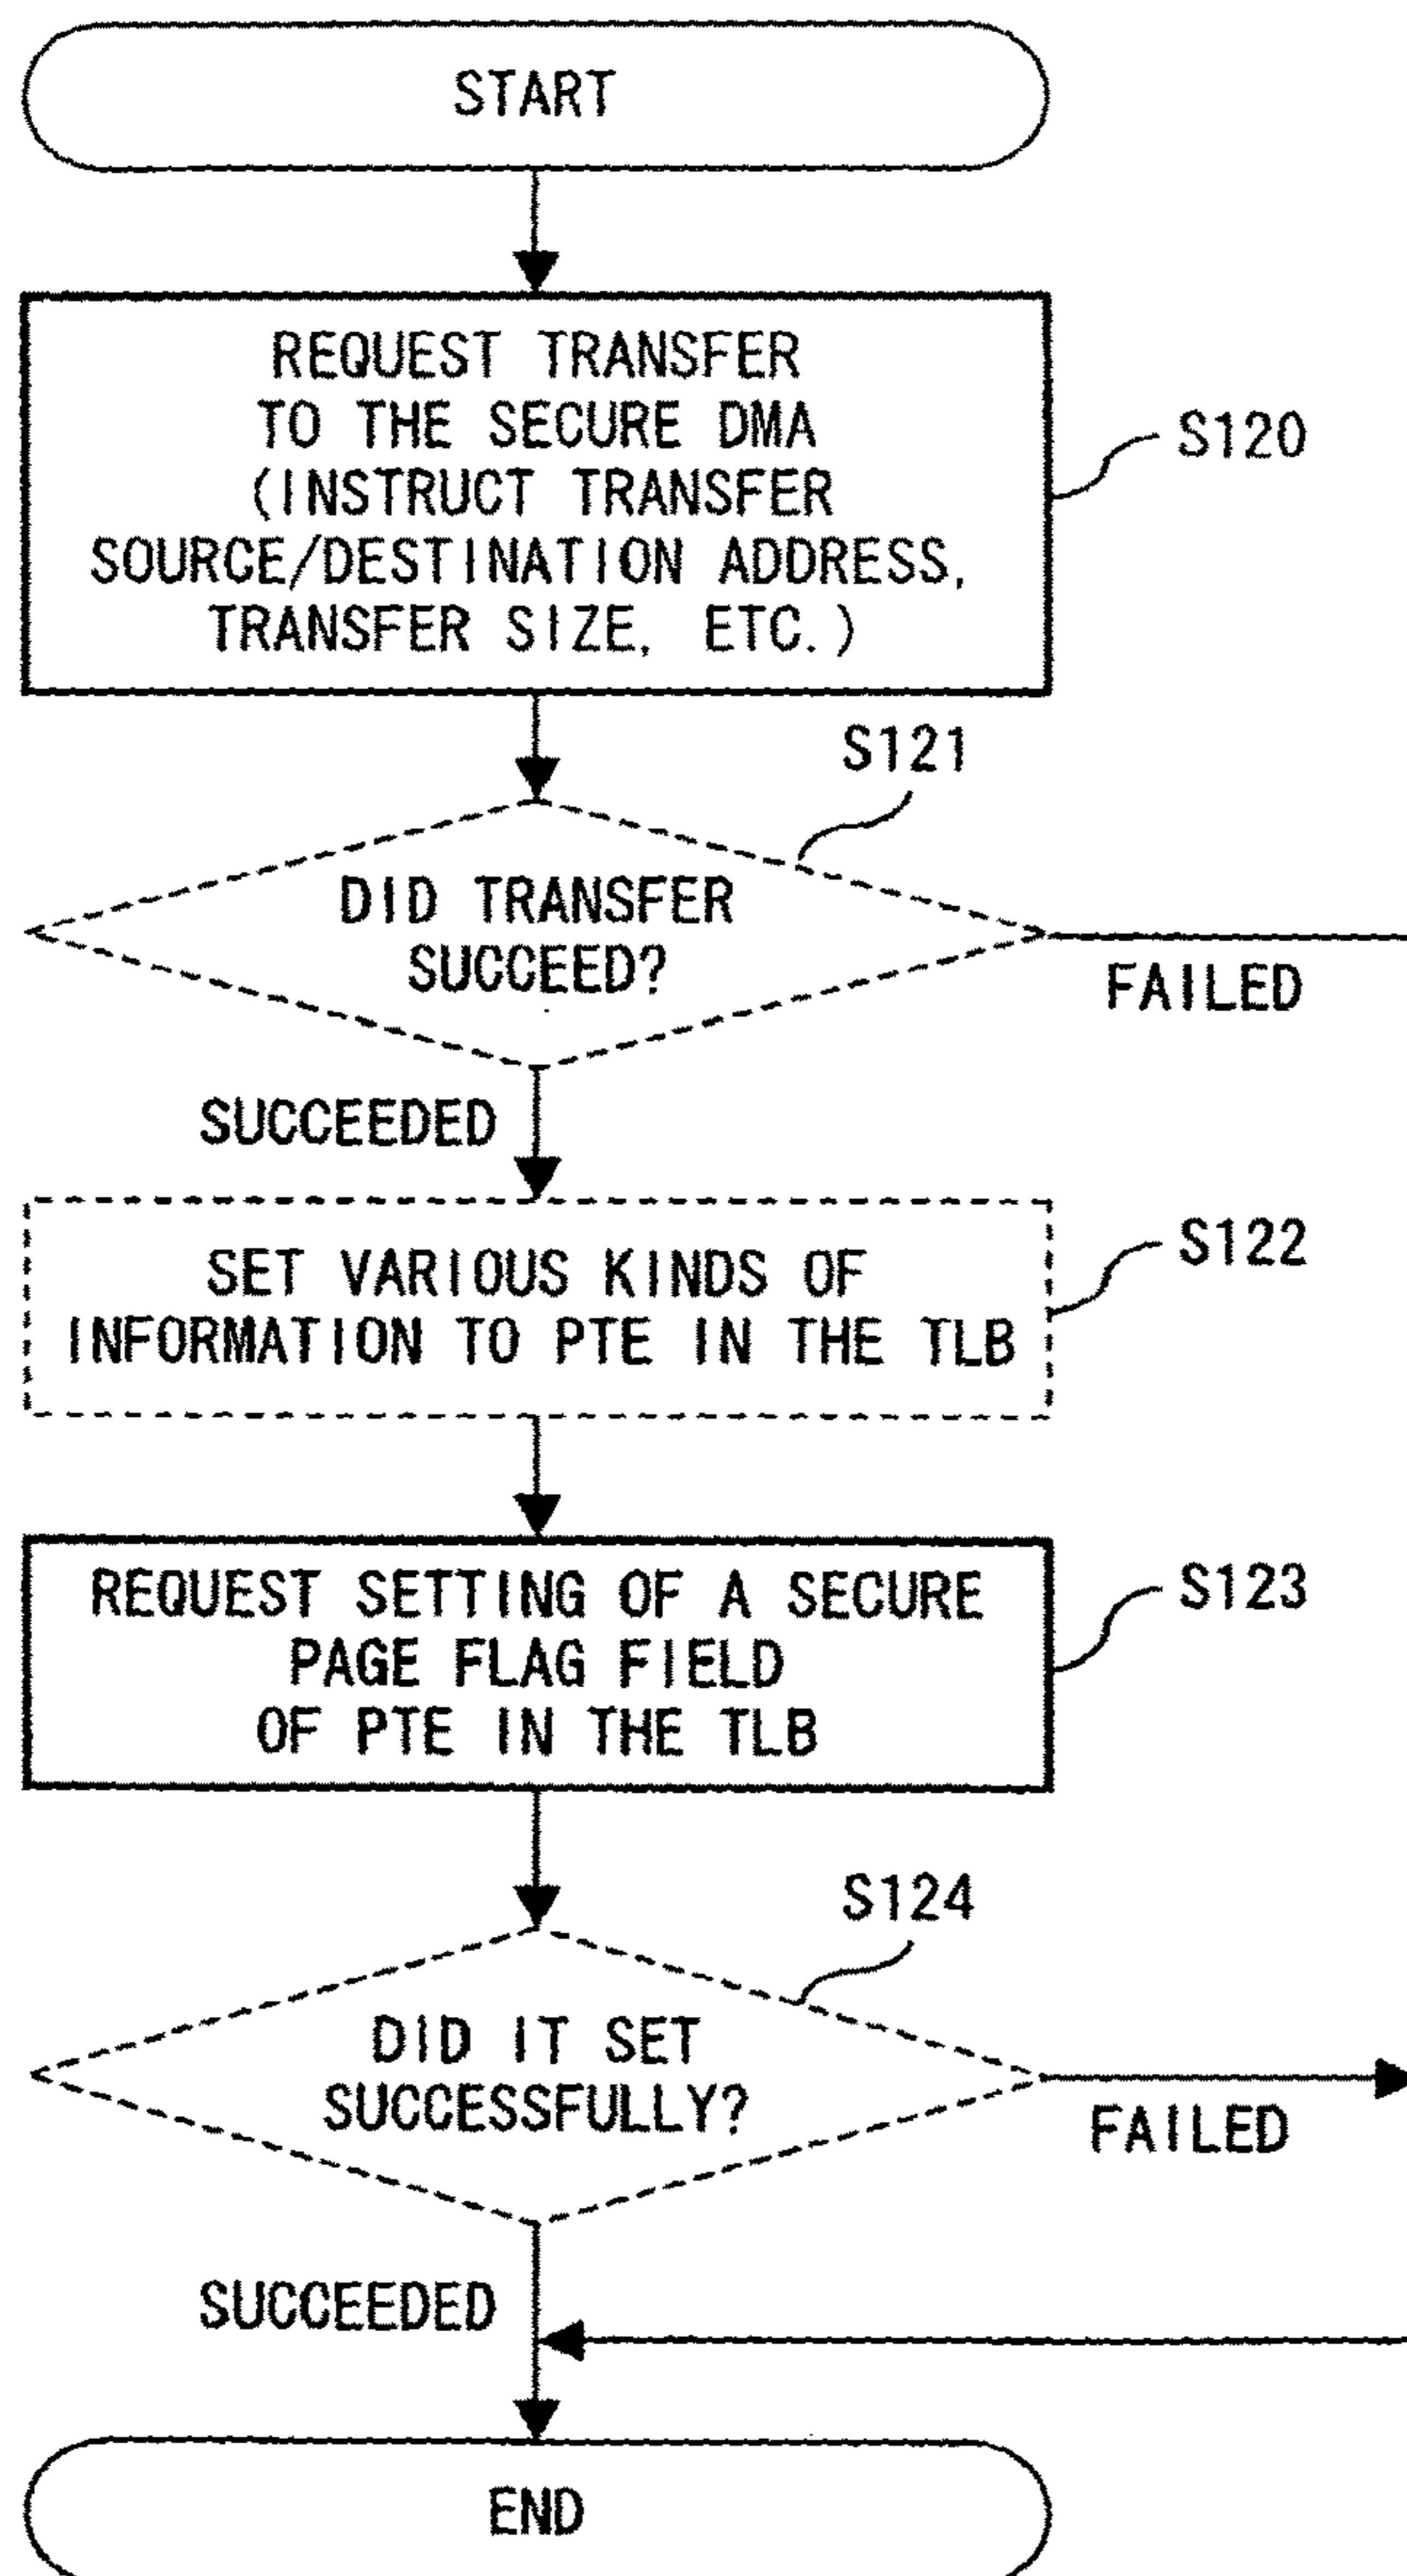 START
REQUEST TRANSFER
TO THE SECURE DMA
(INSTRUCT TRANSFER
SOURCE/DESTINATION ADDRESS,
TRANSFER SIZE, ETC.)
S120
S121
DID TRANSFER
SUCCEED?
FAILED
SUCCEEDED
SET VARIOUS KINDS OF
INFORMATION TO PTE IN THE TLB
S122
REQUEST SETTING OF A SECURE
PAGE FLAG FIELD
OF PTE IN THE TLB
S123
S124
DID IT SET
SUCCESSFULLY?
FAILED
SUCCEEDED
END